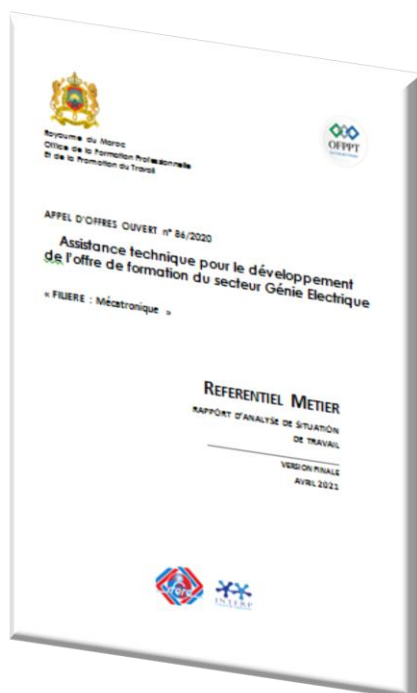 Royaume du Maroc
Office de la Formation Professionnelle
Et de la Promotion du Travail
OFPPT
APPEL D'OFFRES OUVERT n° 86/2020
Assistance technique pour le développement
de l'offre de formation du secteur Génie Electrique
« FILIERE : Mécatronique »
REFERENTIEL METIER
RAPPORT D'ANALYSE DE SITUATION
DE TRAVAIL
VERSION FINALE
AVRIL 2021
INTERP